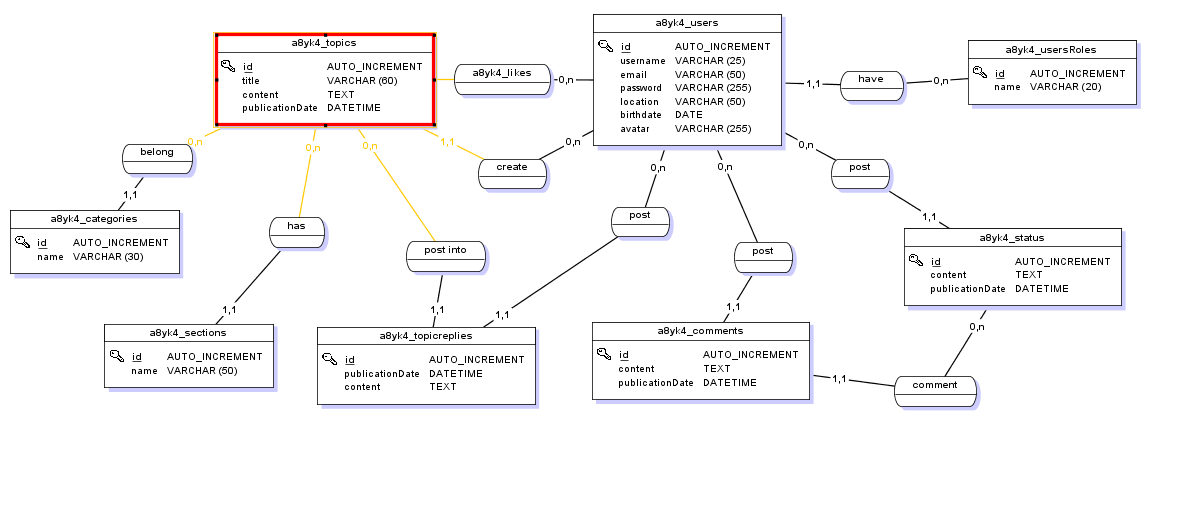 a8yk4_topics
id AUTO_INCREMENT
title VARCHAR (60)
content TEXT
publicationDate DATETIME
a8yk4_likes
0,n
a8yk4_users
id AUTO_INCREMENT
username VARCHAR (25)
email VARCHAR (50)
password VARCHAR (255)
location VARCHAR (50)
birthdate DATE
avatar VARCHAR (255)
1,1
have
0,n
a8yk4_usersRoles
id AUTO_INCREMENT
name VARCHAR (20)
0,n
belong
1,1
a8yk4_categories
id AUTO_INCREMENT
name VARCHAR (30)
0,n
has
1,1
a8yk4_sections
id AUTO_INCREMENT
name VARCHAR (50)
0,n
post into
1,1
a8yk4_topicreplies
id AUTO_INCREMENT
publicationDate DATETIME
content TEXT
1,1
create
0,n
0,n
post
1,1
0,n
post
1,1
a8yk4_comments
id AUTO_INCREMENT
content TEXT
publicationDate DATETIME
0,n
post
1,1
a8yk4_status
id AUTO_INCREMENT
content TEXT
publicationDate DATETIME
0,n
comment
1,1